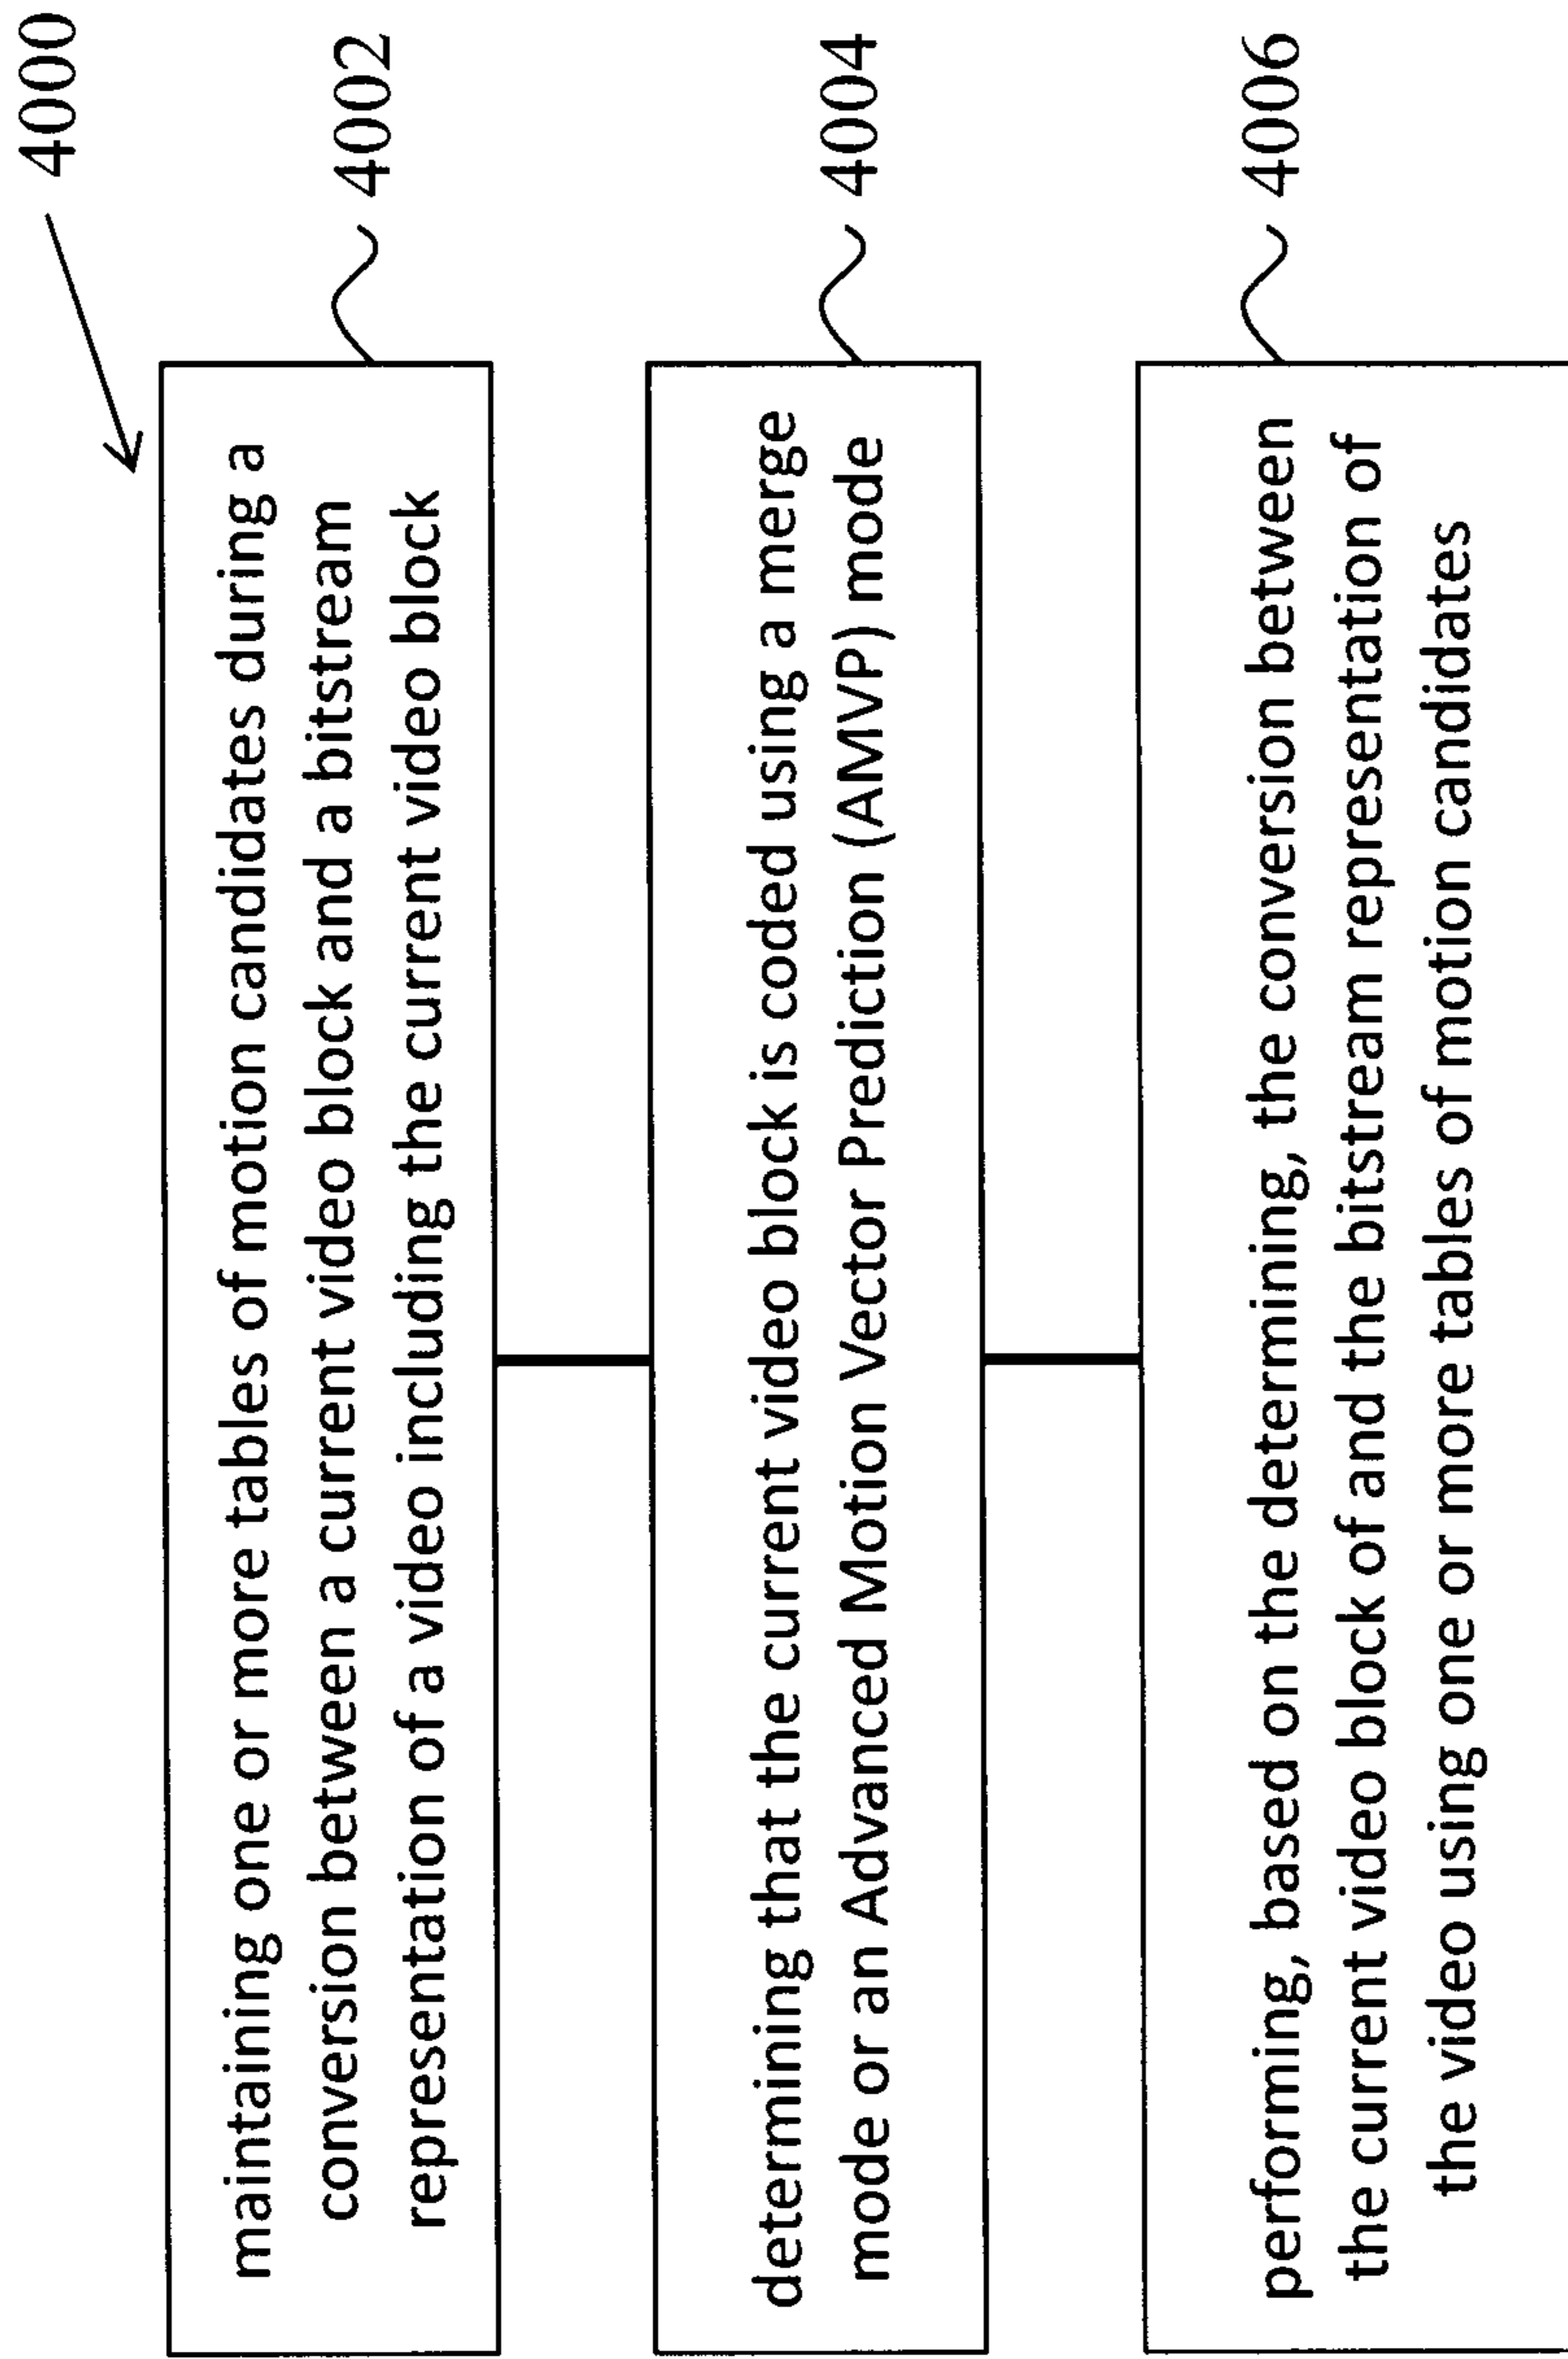 4000
maintaining one or more tables of motion candidates during a
conversion between a current video block and a bitstream
representation of a video including the current video block
4002
determining that the current video block is coded using a merge
mode or an Advanced Motion Vector Prediction (AMVP) mode
4004
performing, based on the determining, the conversion between
the current video block of and the bitstream representation of
the video using one or more tables of motion candidates
4006